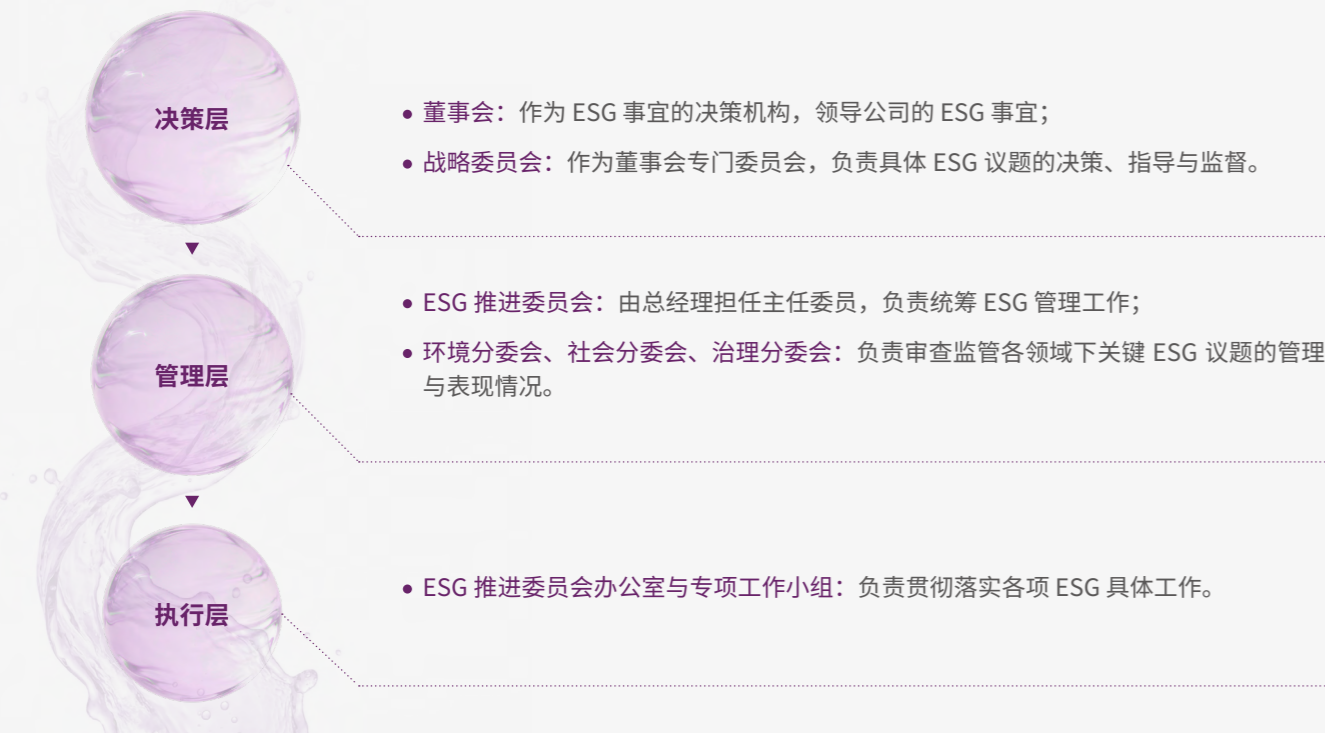 决策层
• 董事会：作为 ESG 事宜的决策机构，领导公司的 ESG 事宜；
• 战略委员会：作为董事会专门委员会，负责具体 ESG 议题的决策、指导与监督。
管理层
• ESG 推进委员会：由总经理担任主任委员，负责统筹 ESG 管理工作；
• 环境分委会、社会分委会、治理分委会：负责审查监管各领域下关键 ESG 议题的管理
与表现情况。
执行层
• ESG 推进委员会办公室与专项工作小组：负责贯彻落实各项 ESG 具体工作。